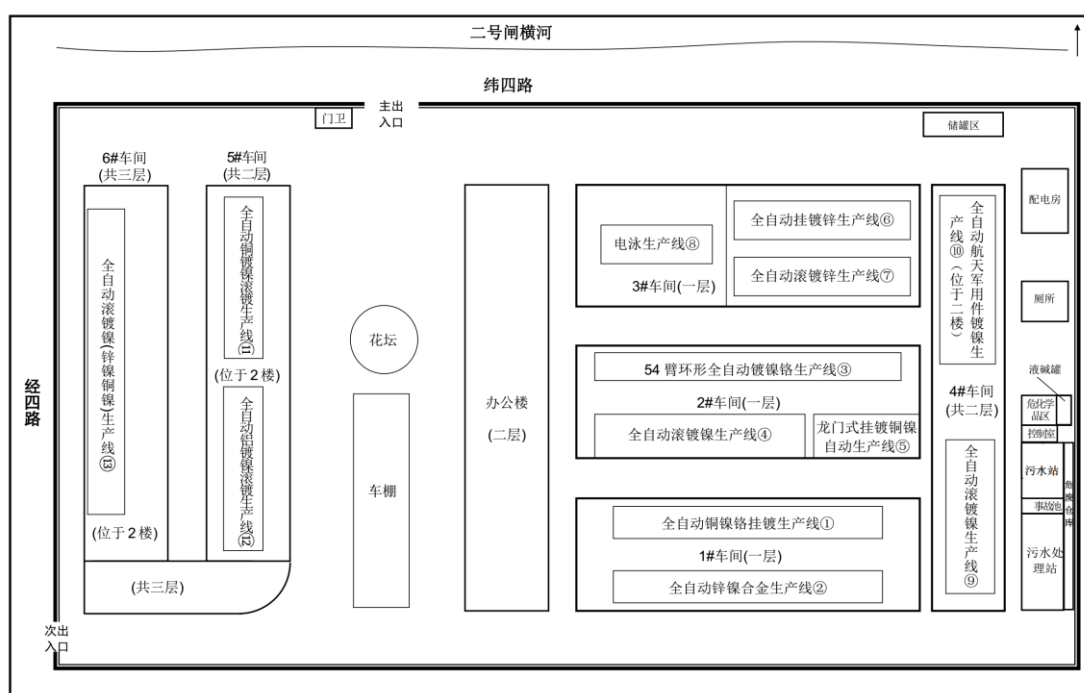 二号闸横河
纬四路
主出
入口
门卫
储罐区
6#车间
(共三层)
5#车间
(共二层)
全自动滚镀镍(锌镍铜镍)生产线⑬
(位于2楼)
全自动铜镀镍滚镀生产线⑪
(位于2楼)
全自动铝镀镍滚镀生产线⑫
(共三层)
经四路
次出
入口
花坛
车棚
办公楼
(二层)
电泳生产线⑧
全自动挂镀锌生产线⑥
全自动滚镀锌生产线⑦
3#车间(一层)
54臂环形全自动镀镍铬生产线③
2#车间(一层)
全自动滚镀镍生产线④
龙门式挂镀铜镍
自动生产线⑤
全自动铜镍铬挂镀生产线①
1#车间(一层)
全自动锌镍合金生产线②
全自动航天军用件镀镍生
产线⑩(位于二楼)
4#车间
(共二层)
全自动滚镀镍生产线⑨
配电房
厕所
液碱罐
危化学
品区
控制室
污水站
事故池
危废仓库
污水处
理站